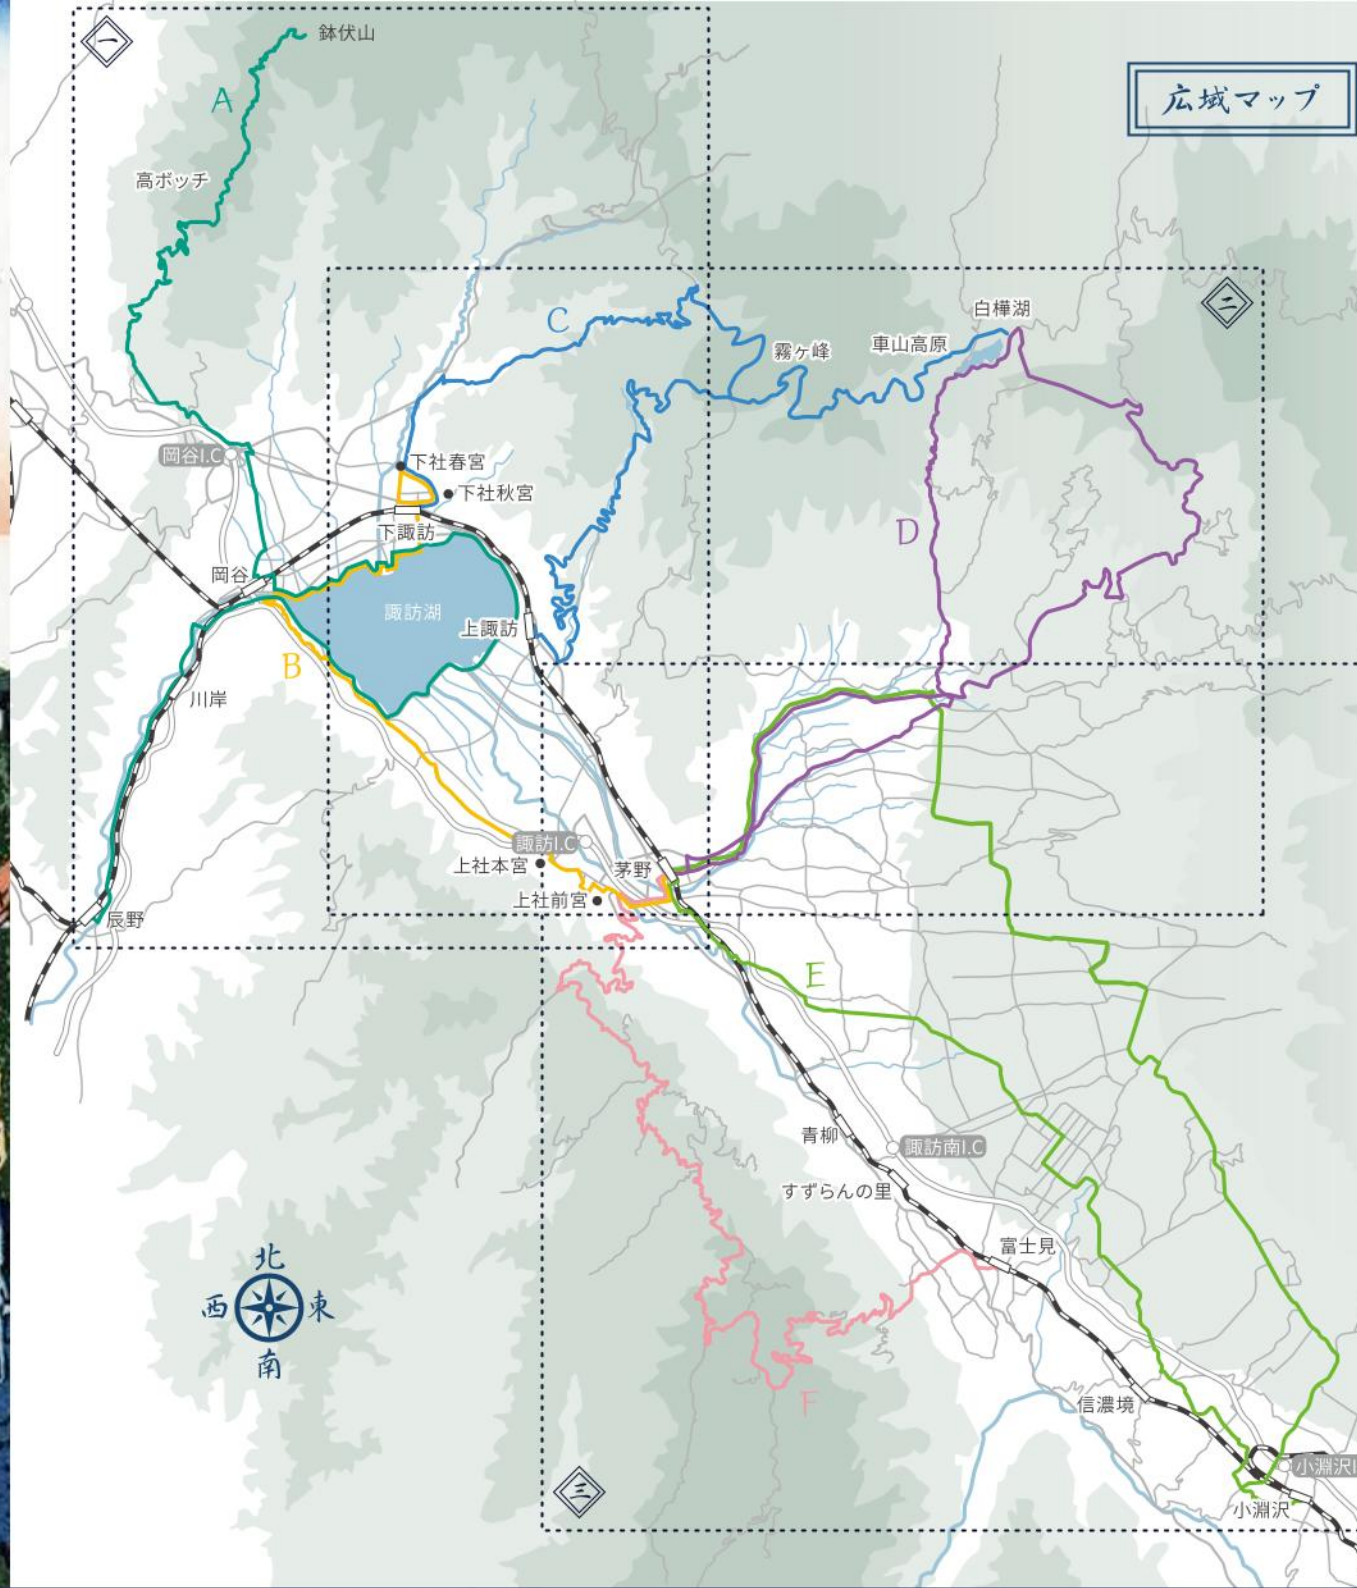 一
鉢伏山
広域マップ
A
高ボッチ
二
白樺湖
C
車山高原
霧ヶ峰
岡谷I.C
下社春宮
下社秋宮
下諏訪
D
岡谷
諏訪湖
上諏訪
B
川岸
諏訪I.C
上社本宮
茅野
上社前宮
辰野
E
青柳
諏訪南I.C
すずらんの里
富士見
北
西
東
南
F
信濃境
小淵沢I
三
小淵沢